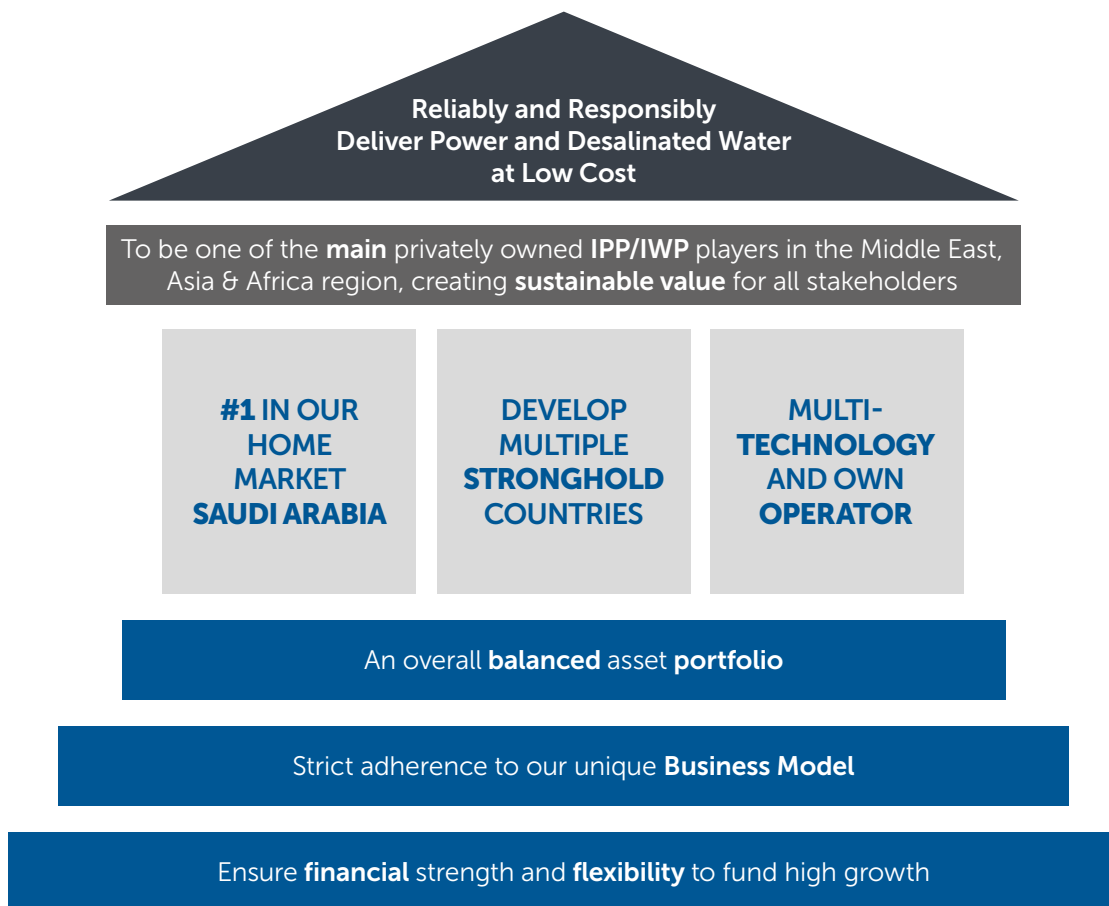 Reliably and Responsibly
Deliver Power and Desalinated Water
at Low Cost
To be one of the main privately owned IPP/IWP players in the Middle East,
Asia & Africa region, creating sustainable value for all stakeholders
#1 IN OUR
HOME
MARKET
SAUDI ARABIA
DEVELOP
MULTIPLE
STRONGHOLD
COUNTRIES
MULTI-
TECHNOLOGY
AND OWN
OPERATOR
An overall balanced asset portfolio
Strict adherence to our unique Business Model
Ensure financial strength and flexibility to fund high growth